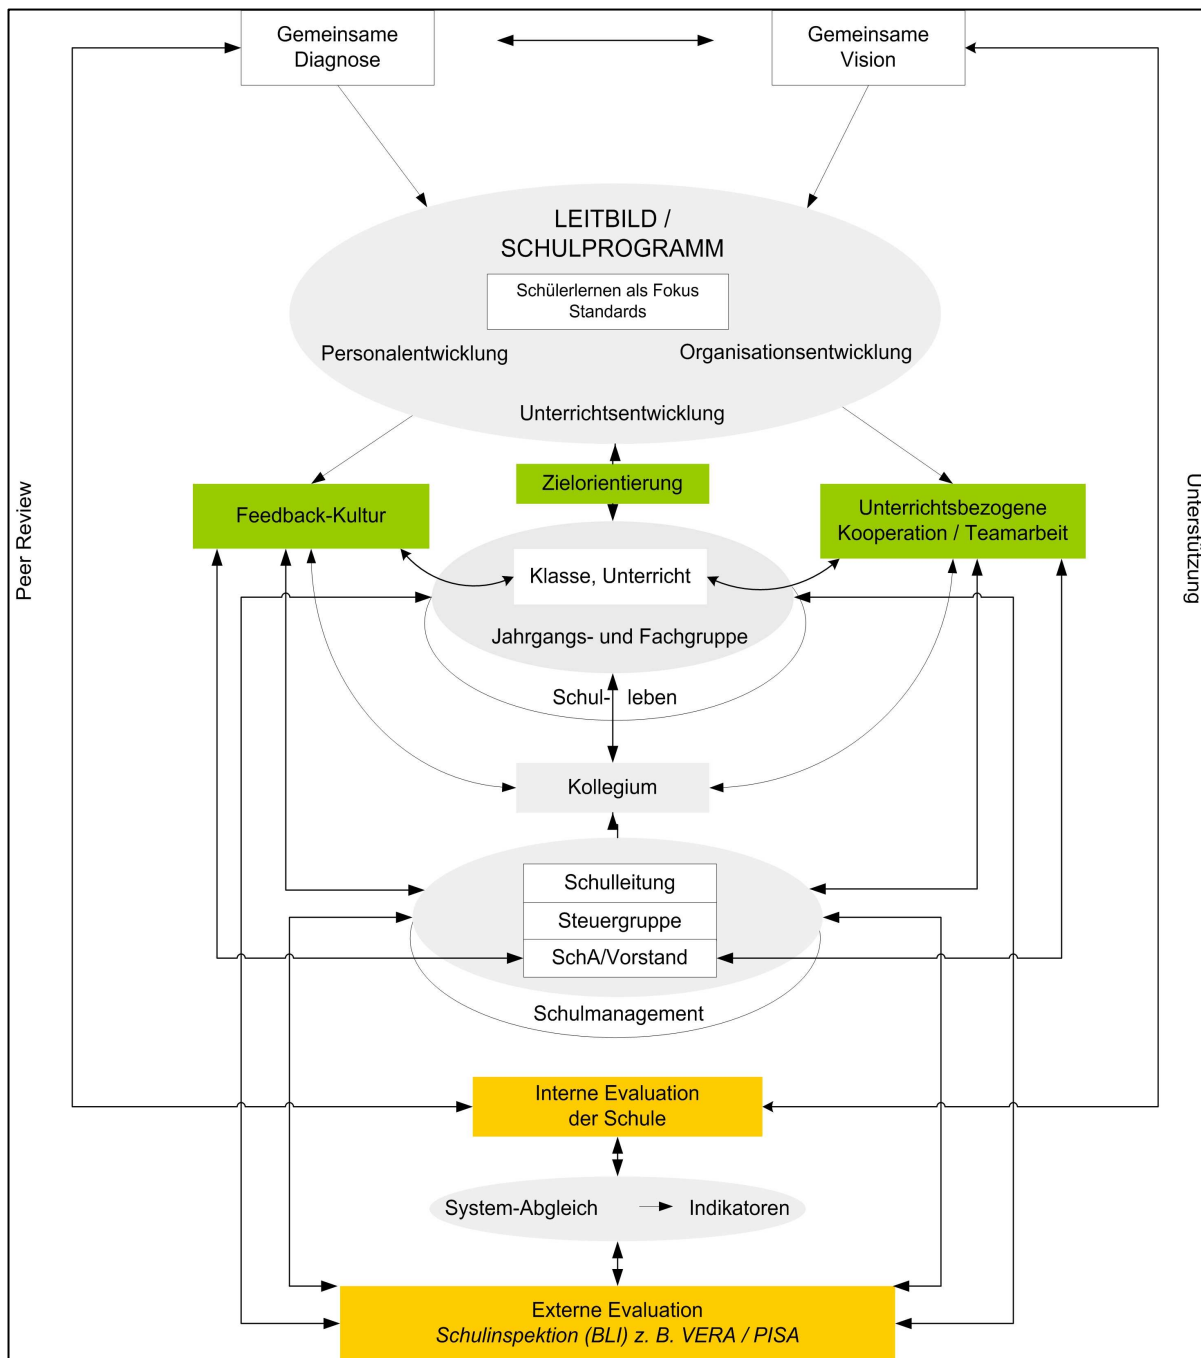 Gemeinsame
Diagnose
Gemeinsame
Vision
LEITBILD /
SCHULPROGRAMM
Schülerlernen als Fokus
Standards
Personalentwicklung
Organisationsentwicklung
Unterrichtsentwicklung
Zielorientierung
Feedback-Kultur
Unterrichtsbezogene
Kooperation / Teamarbeit
Peer Review
Unterstützung
Klasse, Unterricht
Jahrgangs- und Fachgruppe
Schul- leben
Kollegium
Schulleitung
Steuergruppe
SchA/Vorstand
Schulmanagement
Interne Evaluation
der Schule
System-Abgleich
Indikatoren
Externe Evaluation
Schulinspektion (BLI) z. B. VERA / PISA